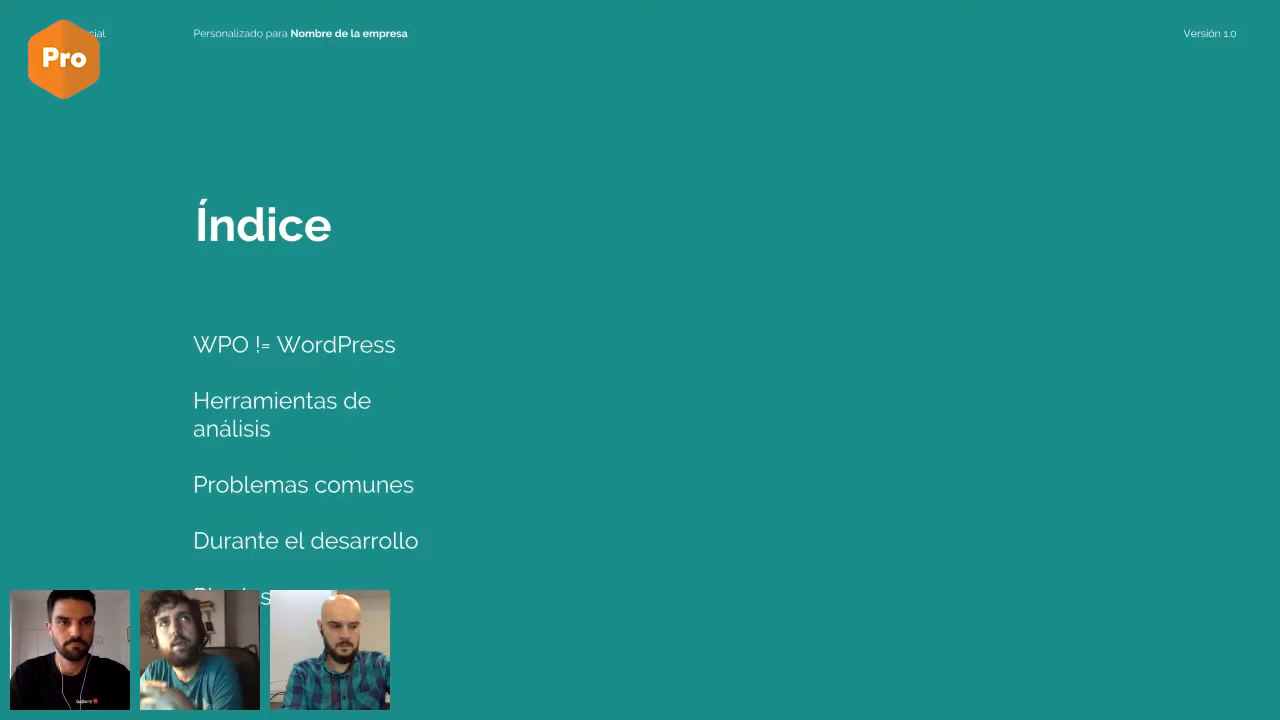 Pro
Personalizado para Nombre de la empresa
Versión 1.0
Índice
WPO != WordPress
Herramientas de
análisis
Problemas comunes
Durante el desarrollo